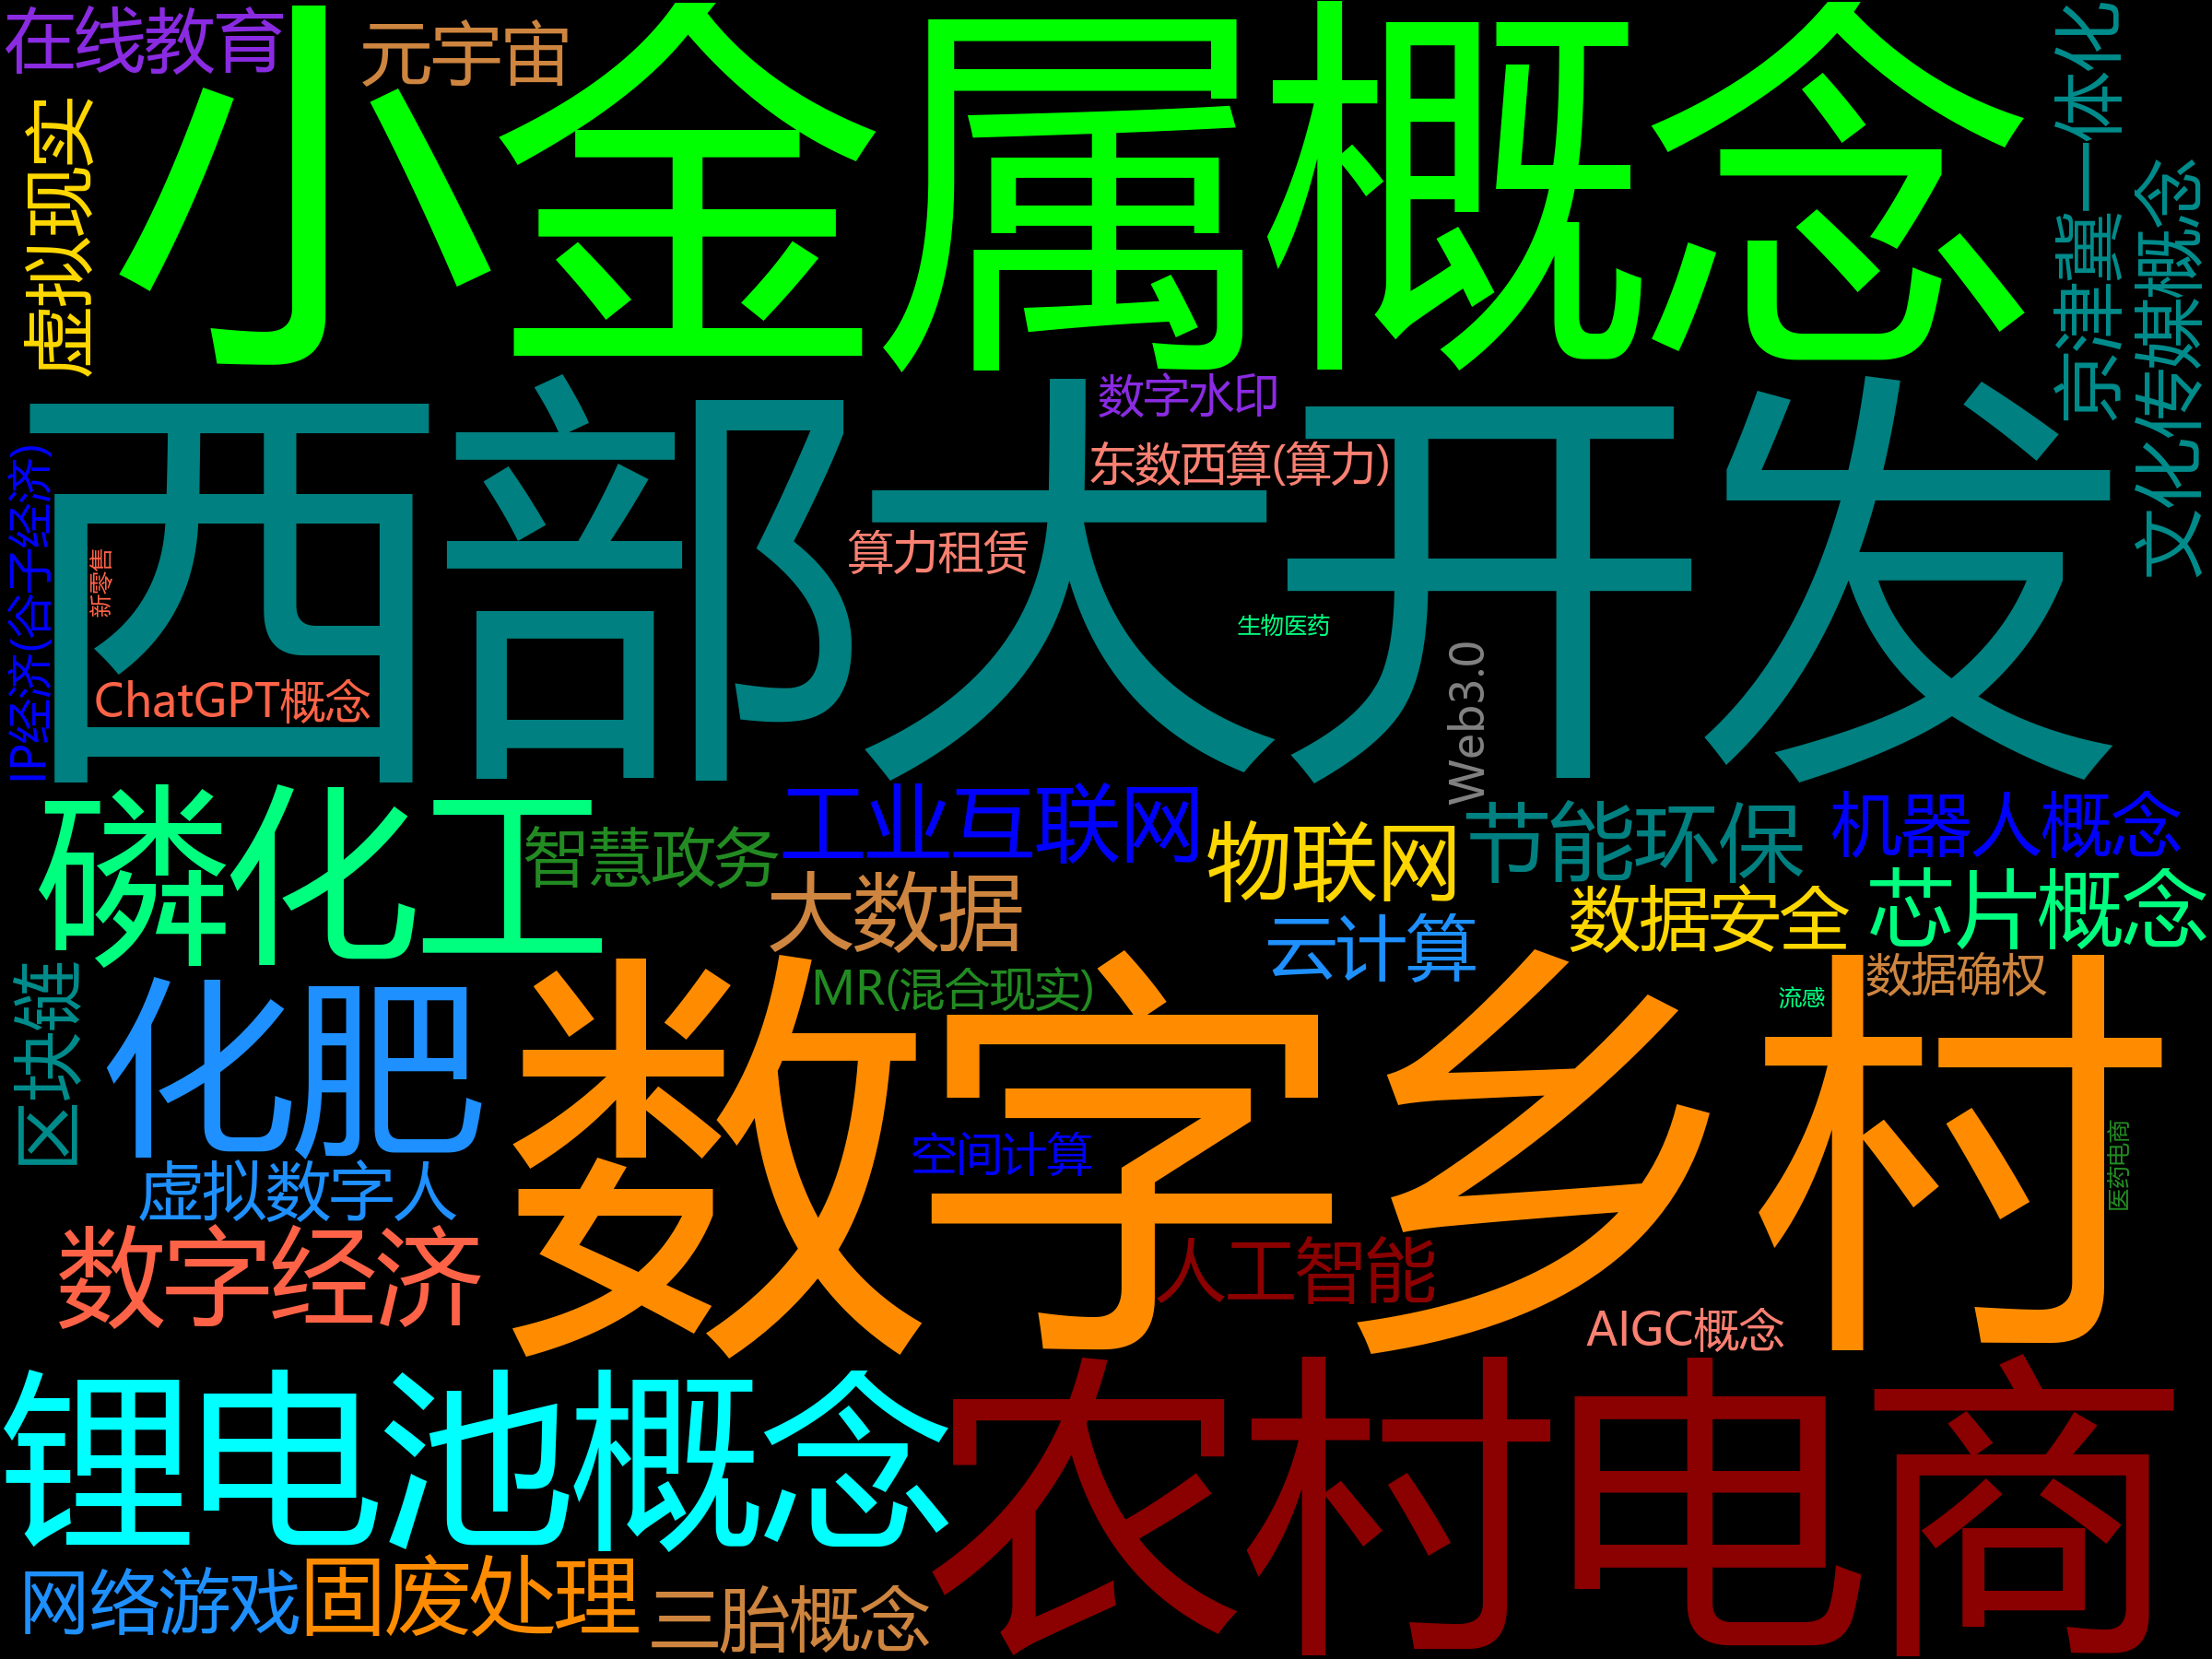 在线教育
元宇宙
小金属概念
虚拟现实
京津冀一体化
文化传媒概念
数字水印
西部大开发
东数西算(算力)
IP经济(谷子经济)
新零售
算力租赁
生物医药
Web3.0
ChatGPT概念
磷化工
工业互联网
智慧政务
物联网
节能环保
机器人概念
大数据
数据安全
芯片概念
云计算
数据确权
MR(混合现实)
流感
区块链
化肥
数字乡村
空间计算
医药电商
虚拟数字人
数字经济
人工智能
AIGC概念
锂电池概念
农村电商
网络游戏
固废处理
三胎概念